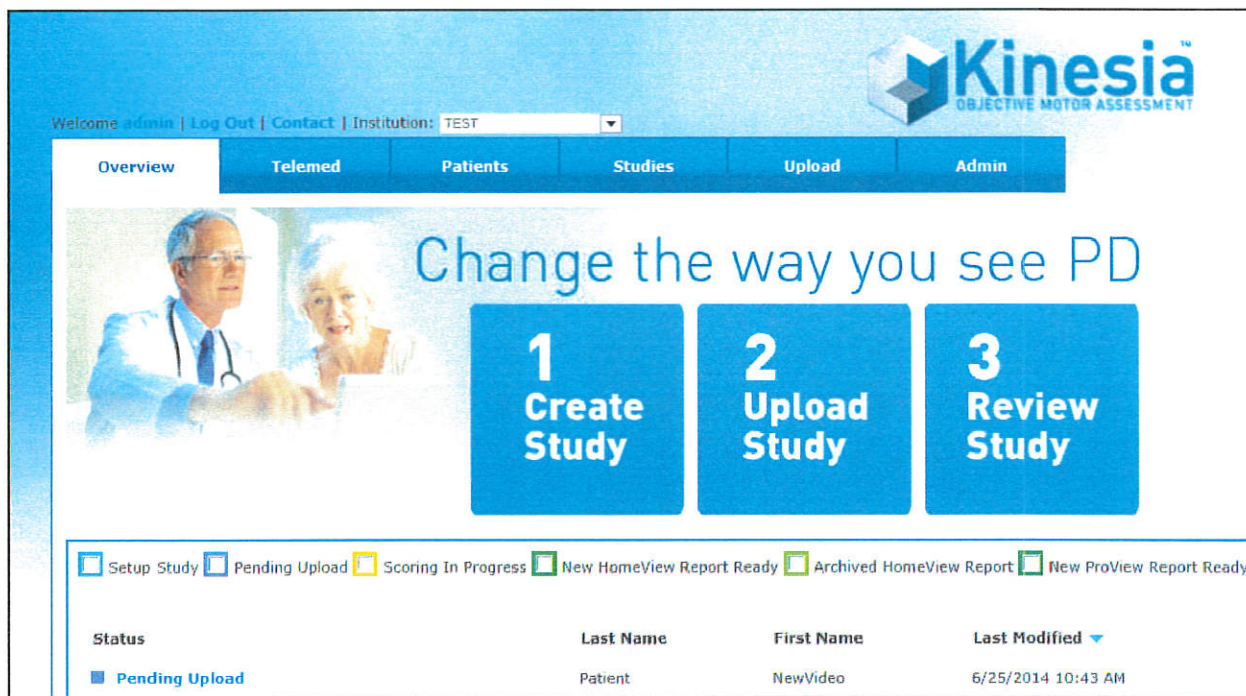 Kinesia™
OBJECTIVE MOTOR ASSESSMENT
Welcome admin | Log Out | Contact | Institution: TEST
Overview Telemed Patients Studies Upload Admin
Change the way you see PD
1 Create Study
2 Upload Study
3 Review Study
Setup Study Pending Upload Scoring In Progress New HomeView Report Ready Archived HomeView Report New ProView Report Ready
Status Last Name First Name Last Modified
Pending Upload Patient NewVideo 6/25/2014 10:43 AM